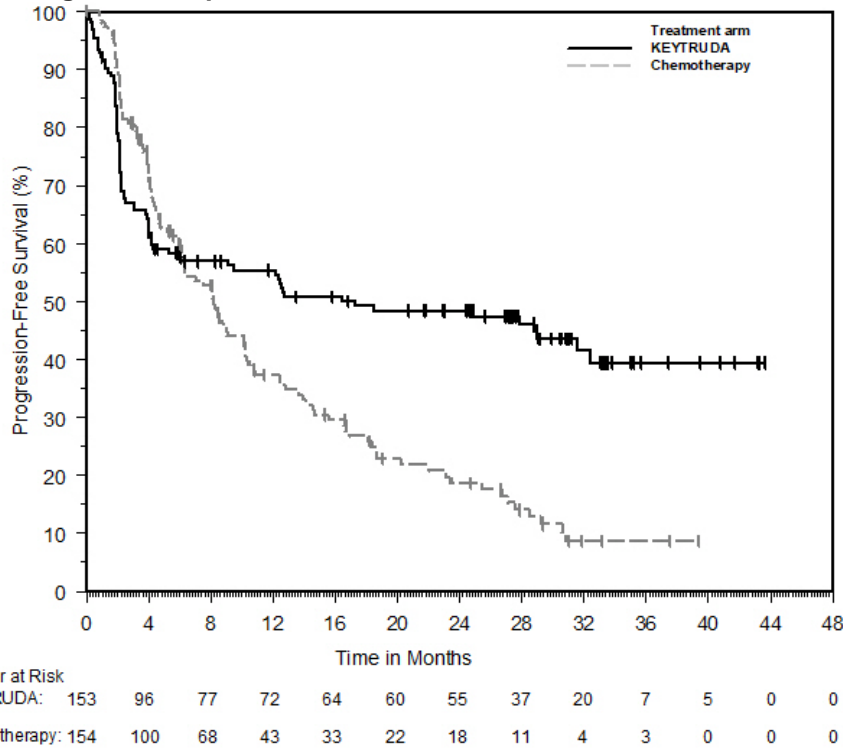 Treatment arm
KEYTRUDA
Chemotherapy
Progression-Free Survival (%)
100
90
80
70
60
50
40
30
20
10
0
0 4 8 12 16 20 24 28 32 36 40 44 48
Time in Months
r at Risk
RUDA: 153 96 77 72 64 60 55 37 20 7 5 0 0
therapy: 154 100 68 43 33 22 18 11 4 3 0 0 0